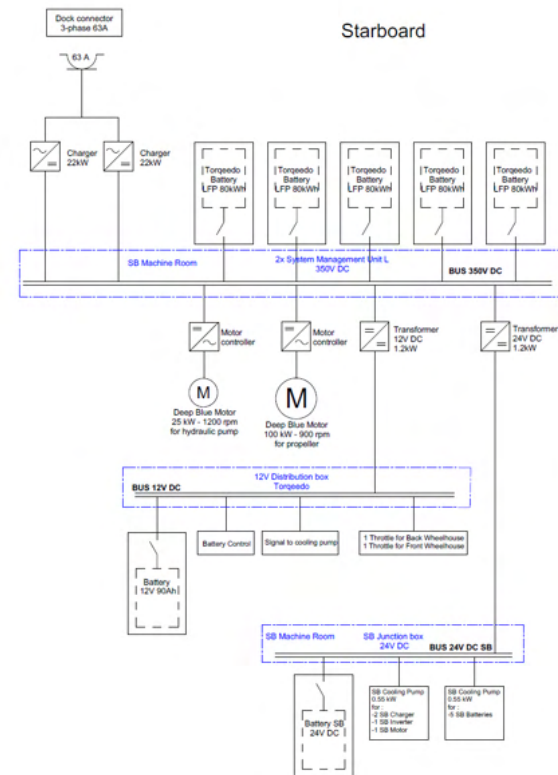 Dock connector
3-phase 63A
Starboard
63 A
Charger
22kW
Charger
22kW
Torqeedo
Battery
LFP 80kWh
Torqeedo
Battery
LFP 80kWh
Torqeedo
Battery
LFP 80kWh
Torqeedo
Battery
LFP 80kWh
Torqeedo
Battery
LFP 80kWh
SB Machine Room
2x System Management Unit L
350V DC
BUS 350V DC
Motor
controller
Motor
controller
Transformer
12V DC
1.2kW
Transformer
24V DC
1.2kW
M
Deep Blue Motor
25 kW - 1200 rpm
for hydraulic pump
M
Deep Blue Motor
100 kW - 900 rpm
for propeller
12V Distribution box
Torqeedo
BUS 12V DC
Battery
12V 90Ah
Battery Control
Signal to cooling pump
1 Throttle for Back Wheelhouse
1 Throttle for Front Wheelhouse
SB Machine Room
SB Junction box
24V DC
BUS 24V DC SB
Battery SB
24V DC
SB Cooling Pump
0.55 kW
for :
-2 SB Charger
-1 SB Inverter
-1 SB Motor
SB Cooling Pump
0.55 kW
for :
-5 SB Batteries